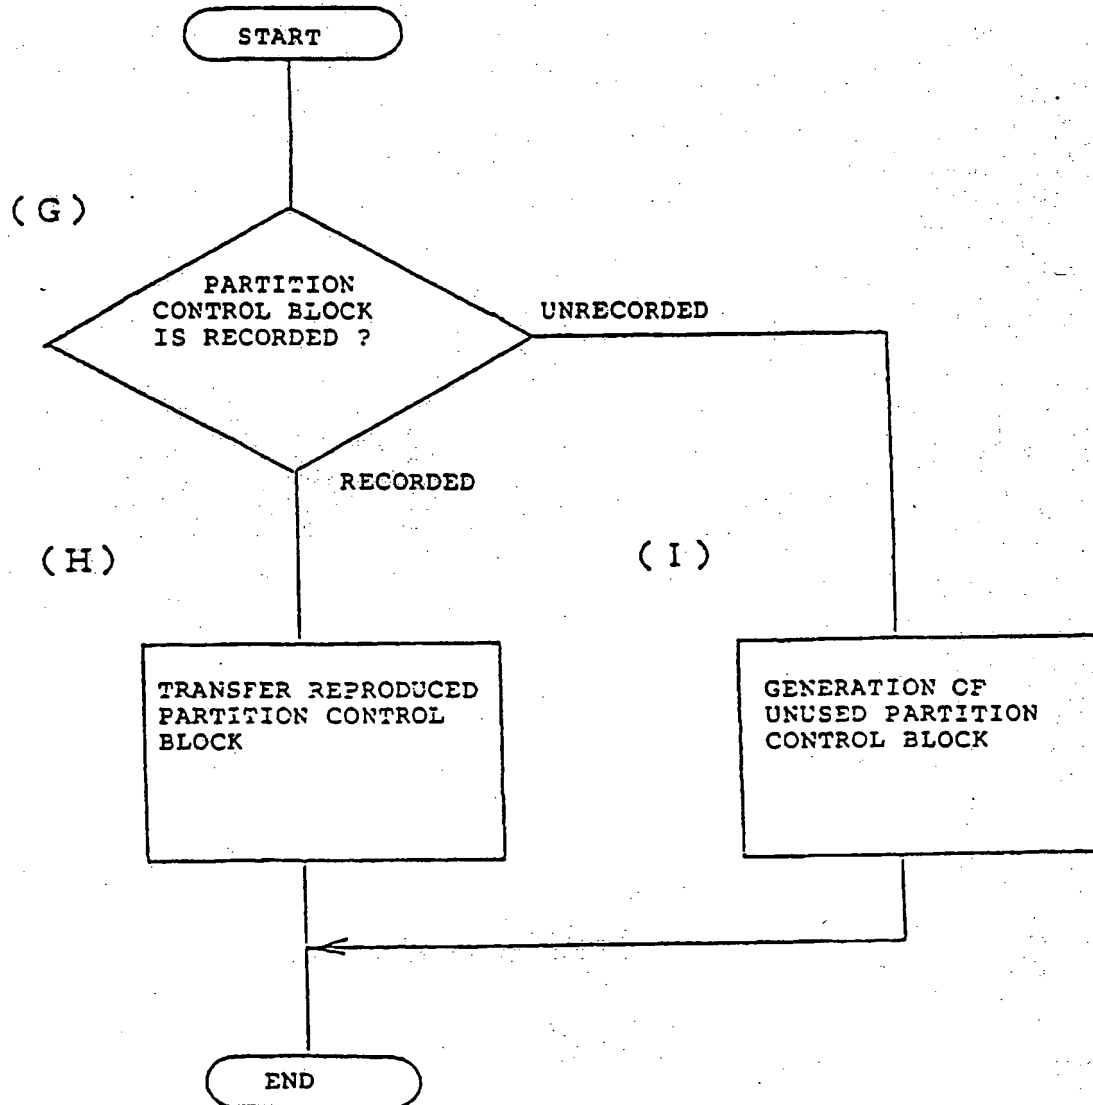 START
(G)
PARTITION
CONTROL BLOCK
IS RECORDED ?
UNRECORDED
RECORDED
(H)
(I)
TRANSFER REPRODUCED
PARTITION CONTROL
BLOCK
GENERATION OF
UNUSED PARTITION
CONTROL BLOCK
END